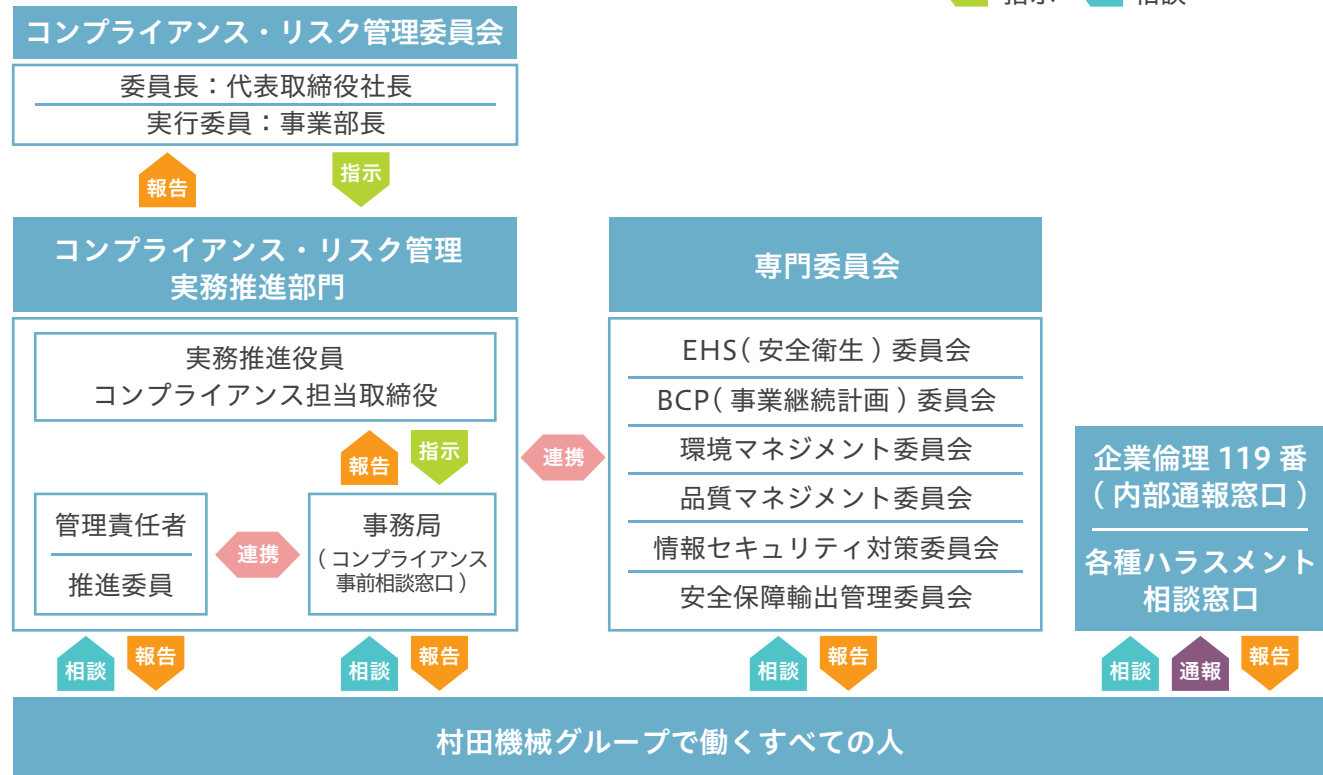 指示 相談
コンプライアンス・リスク管理委員会
委員長：代表取締役社長
実行委員：事業部長
報告
指示
コンプライアンス・リスク管理
実務推進部門
実務推進役員
コンプライアンス担当取締役
報告
指示
管理責任者
推進委員
連携
事務局
（コンプライアンス
事前相談窓口）
連携
専門委員会
EHS（安全衛生）委員会
BCP（事業継続計画）委員会
環境マネジメント委員会
品質マネジメント委員会
情報セキュリティ対策委員会
安全保障輸出管理委員会
企業倫理 119 番
（内部通報窓口）
各種ハラスメント
相談窓口
相談
報告
相談
報告
相談
報告
相談
通報
報告
村田機械グループで働くすべての人